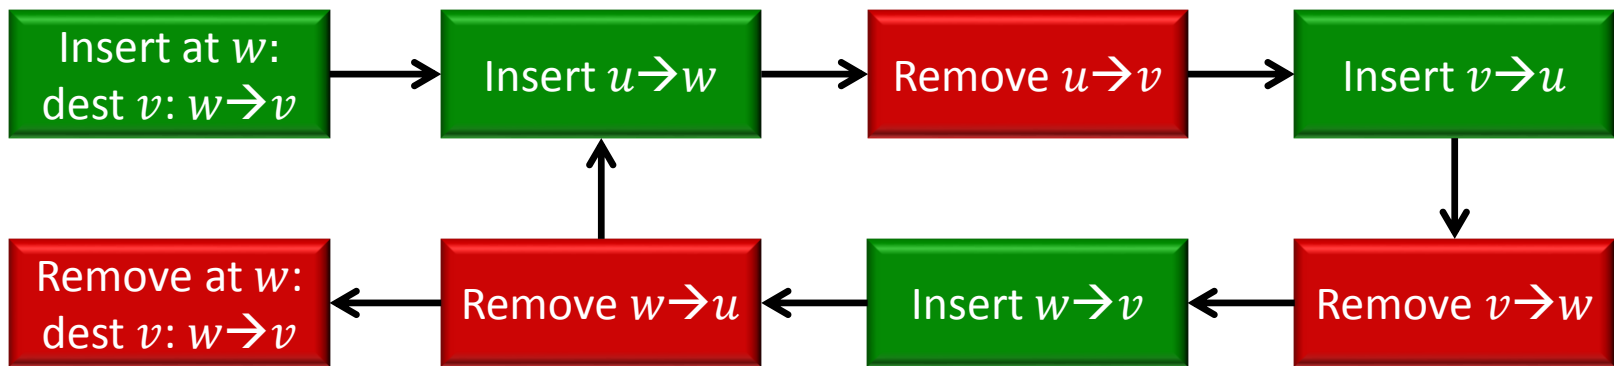 Insert at 𝑤:
dest 𝑣: 𝑤→𝑣
Insert 𝑢→𝑤
Remove 𝑢→𝑣
Insert 𝑣→𝑢
Remove at 𝑤:
dest 𝑣: 𝑤→𝑣
Remove 𝑤→𝑢
Insert 𝑤→𝑣
Remove 𝑣→𝑤